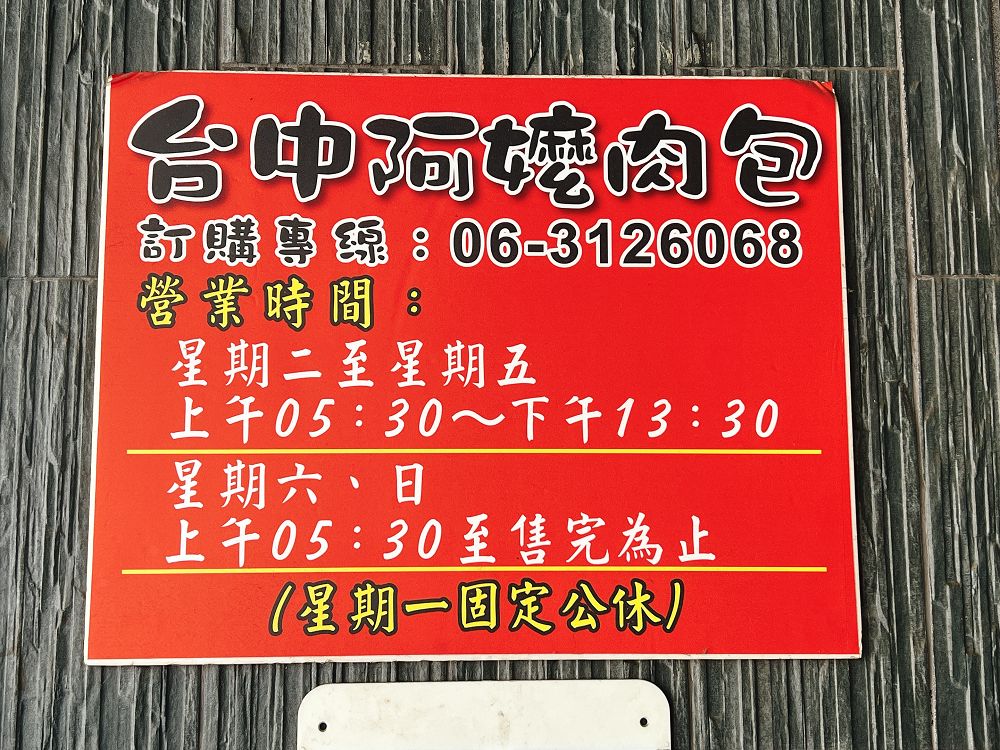 台中阿嬤肉包
訂購專線：06-3126068
營業時間：
星期二至星期五
上午05：30～下午13：30
星期六、日
上午05：30至售完為止
(星期一固定公休)